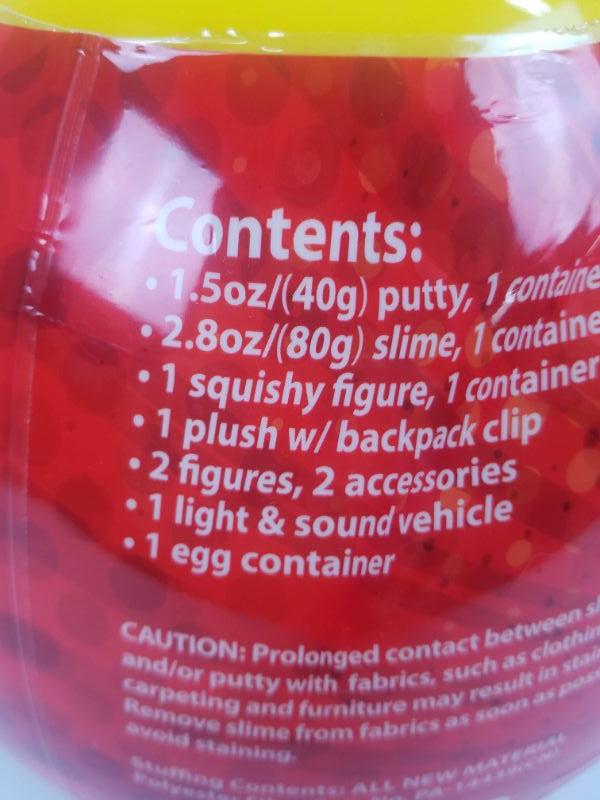 Contents:
• 1.5oz/(40g) putty, 1 containe
• 2.8oz/(80g) slime, 1 containe
• 1 squishy figure, 1 container
• 1 plush w/ backpack clip
• 2 figures, 2 accessories
• 1 light & sound vehicle
• 1 egg container
CAUTION: Prolonged contact between sl
and/or putty with fabrics, such as clothin
carpeting and furniture may result in stai
Remove slime from fabrics as soon as poss
avoid staining.
Stuffing Contents: ALL NEW MATERIAL
Polyester